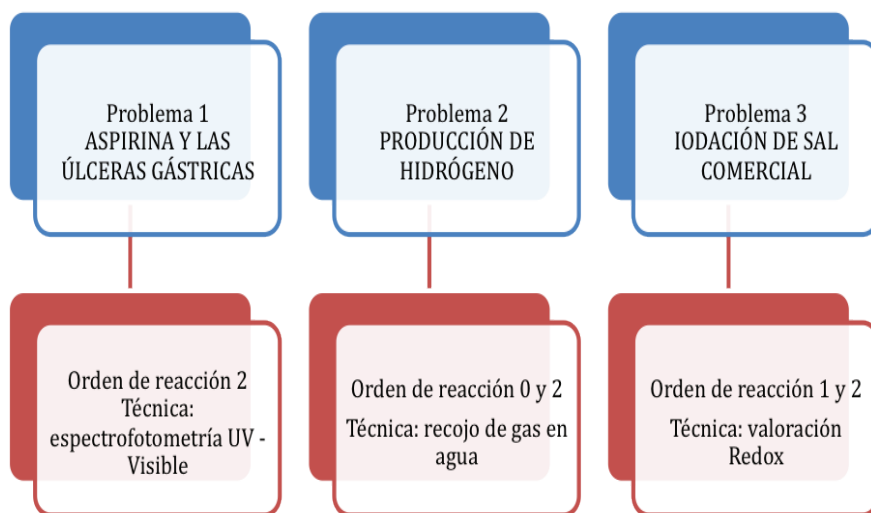 Problema 1
ASPIRINA Y LAS
ÚLCERAS GÁSTRICAS
Problema 2
PRODUCCIÓN DE
HIDRÓGENO
Problema 3
IODACIÓN DE SAL
COMERCIAL
Orden de reacción 2
Técnica:
espectrofotometría UV -
Visible
Orden de reacción 0 y 2
Técnica: recojo de gas en
agua
Orden de reacción 1 y 2
Técnica: valoración
Redox